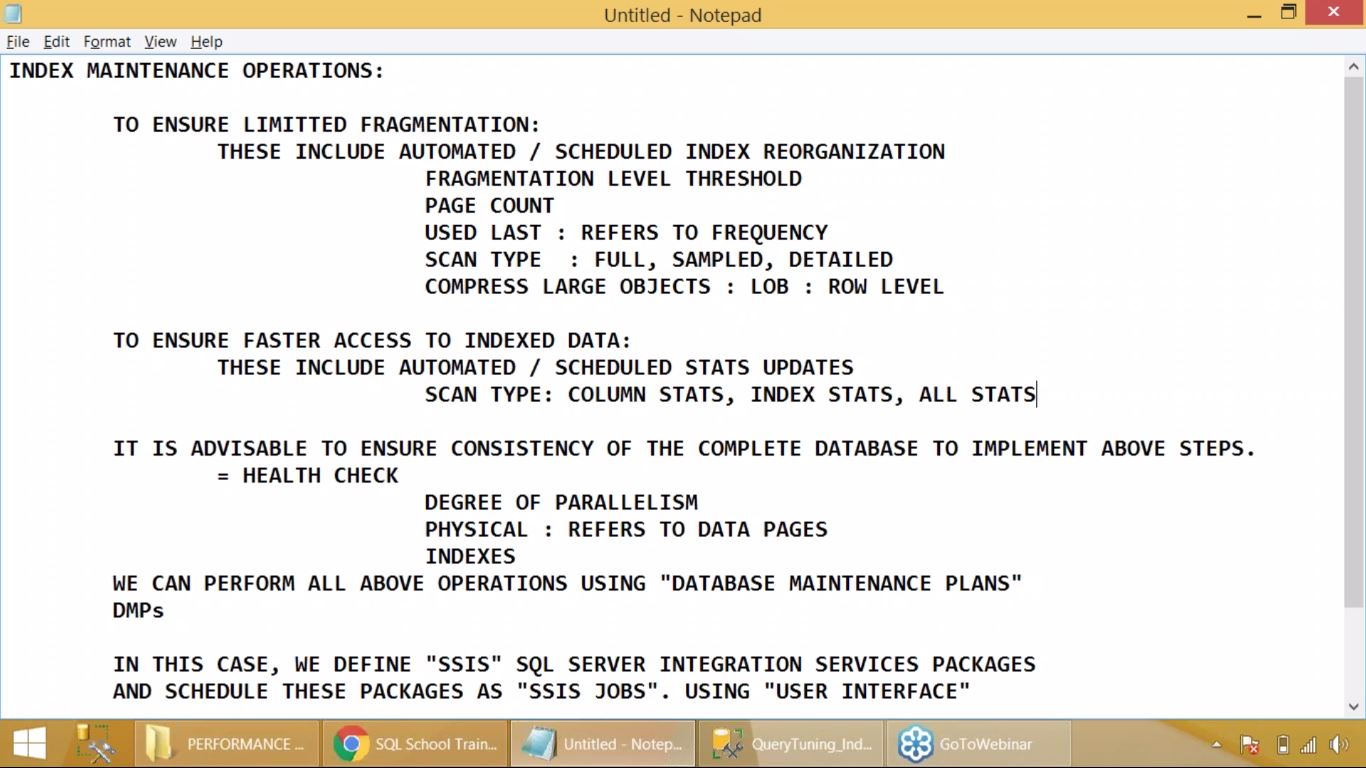 Untitled - Notepad
File Edit Format View Help
INDEX MAINTENANCE OPERATIONS:
TO ENSURE LIMITTED FRAGMENTATION:
THESE INCLUDE AUTOMATED / SCHEDULED INDEX REORGANIZATION
FRAGMENTATION LEVEL THRESHOLD
PAGE COUNT
USED LAST : REFERS TO FREQUENCY
SCAN TYPE : FULL, SAMPLED, DETAILED
COMPRESS LARGE OBJECTS : LOB : ROW LEVEL
TO ENSURE FASTER ACCESS TO INDEXED DATA:
THESE INCLUDE AUTOMATED / SCHEDULED STATS UPDATES
SCAN TYPE: COLUMN STATS, INDEX STATS, ALL STATS
IT IS ADVISABLE TO ENSURE CONSISTENCY OF THE COMPLETE DATABASE TO IMPLEMENT ABOVE STEPS.
= HEALTH CHECK
DEGREE OF PARALLELISM
PHYSICAL : REFERS TO DATA PAGES
INDEXES
WE CAN PERFORM ALL ABOVE OPERATIONS USING "DATABASE MAINTENANCE PLANS"
DMPs
IN THIS CASE, WE DEFINE "SSIS" SQL SERVER INTEGRATION SERVICES PACKAGES
AND SCHEDULE THESE PACKAGES AS "SSIS JOBS". USING "USER INTERFACE"
PERFORMANCE ... SQL School Train... Untitled - Notep... QueryTuning_Ind... GoToWebinar